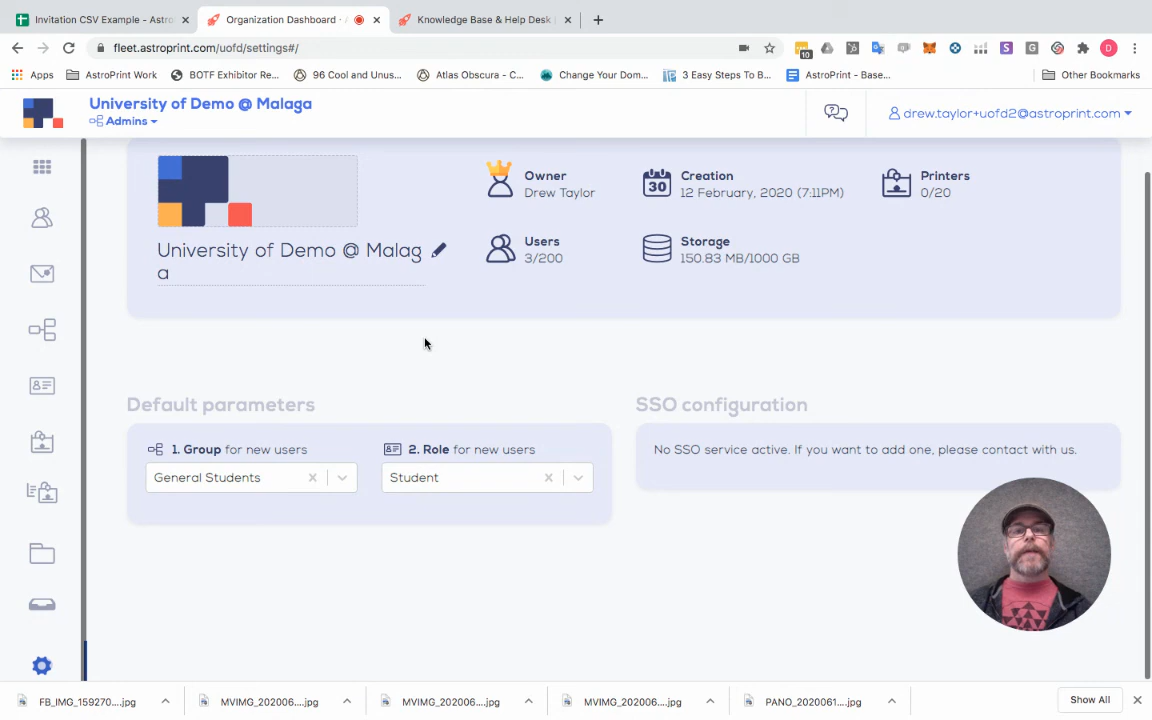 Invitation CSV Example - Astro
Organization Dashboard ·
Knowledge Base & Help Desk
fleet.astroprint.com/uofd/settings#/
10
D
Apps
AstroPrint Work
BOTF Exhibitor Re...
96 Cool and Unus...
Atlas Obscura - C...
Change Your Dom...
3 Easy Steps To B...
AstroPrint - Base...
Other Bookmarks
University of Demo @ Malaga
Admins
drew.taylor+uofd2@astroprint.com
Owner
Drew Taylor
30
Creation
12 February, 2020 (7:11PM)
Printers
0/20
University of Demo @ Malag
a
Users
3/200
Storage
150.83 MB/1000 GB
Default parameters
SSO configuration
1. Group for new users
2. Role for new users
General Students
Student
No SSO service active. If you want to add one, please contact with us.
FB_IMG_159270....jpg
MVIMG_202006....jpg
MVIMG_202006....jpg
MVIMG_202006....jpg
PANO_2020061....jpg
Show All